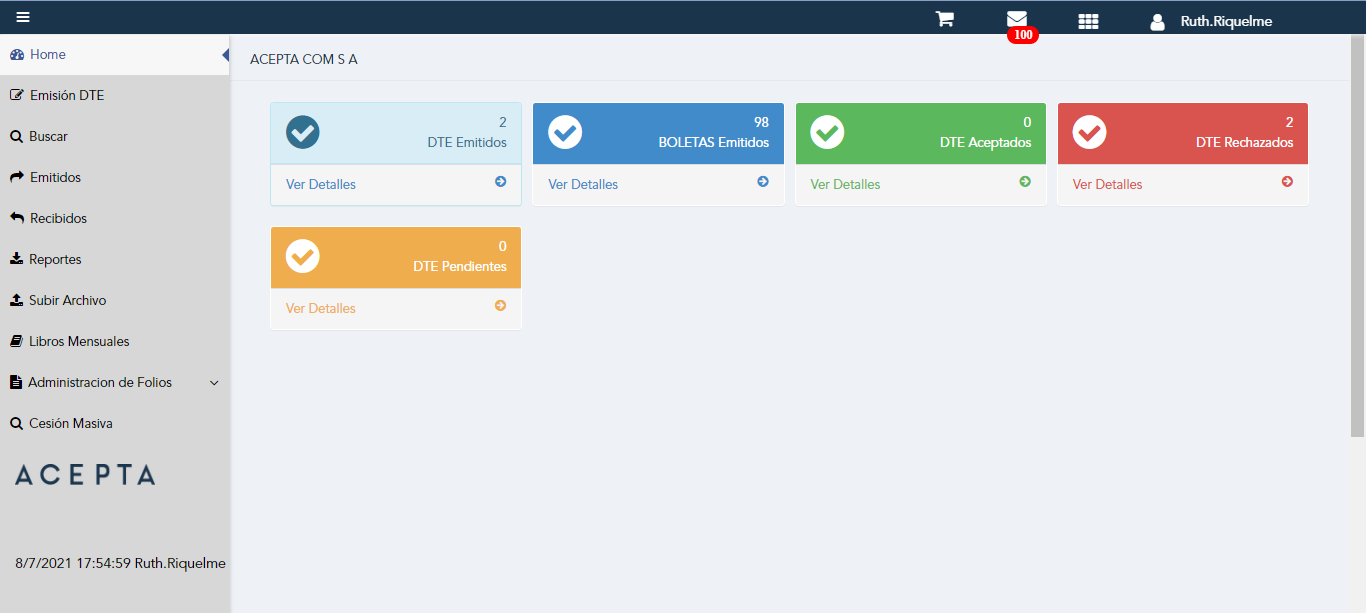 100
Ruth.Riquelme
Home
Emisión DTE
Buscar
Emitidos
Recibidos
Reportes
Subir Archivo
Libros Mensuales
Administracion de Folios
Cesión Masiva
ACEPTA
8/7/2021 17:54:59 Ruth.Riquelme
ACEPTA COM S A
2
DTE Emitidos
Ver Detalles
98
BOLETAS Emitidos
Ver Detalles
0
DTE Aceptados
Ver Detalles
2
DTE Rechazados
Ver Detalles
0
DTE Pendientes
Ver Detalles